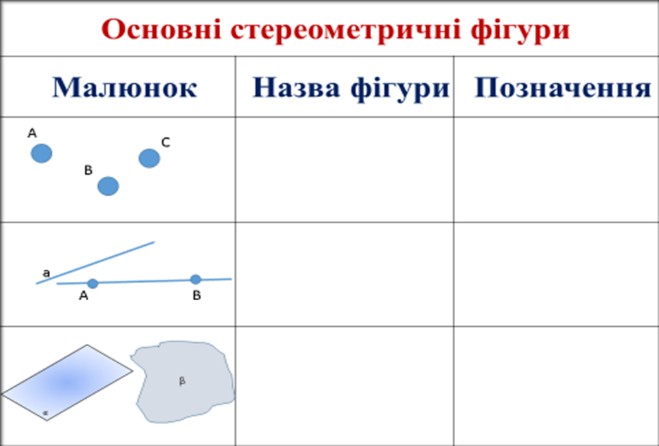 Основні стереометричні фігури
Малюнок Назва фігури Позначення
A
C
B
a
A B
β
α